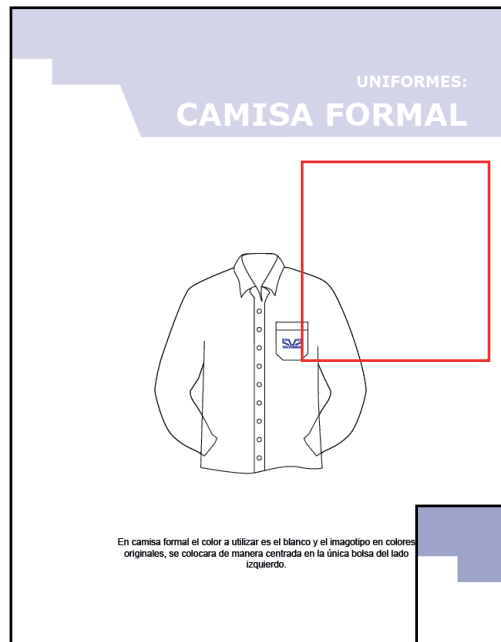 UNIFORMES:
CAMISA FORMAL
En camisa formal el color a utilizar es el blanco y el imagotipo en colores
originales, se colocara de manera centrada en la única bolsa del lado
izquierdo.